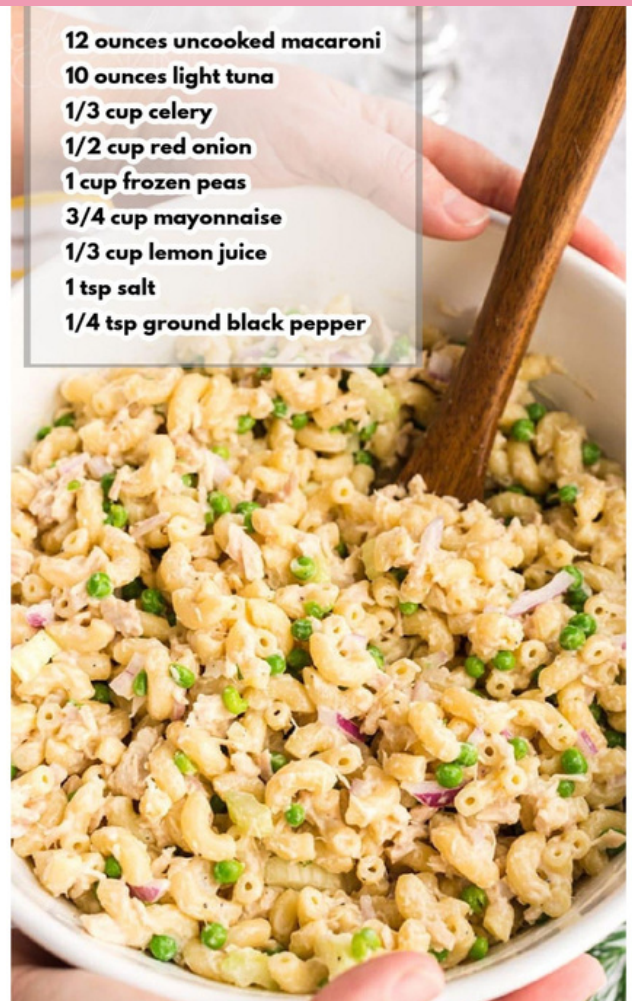 12 ounces uncooked macaroni
10 ounces light tuna
1/3 cup celery
1/2 cup red onion
1 cup frozen peas
3/4 cup mayonnaise
1/3 cup lemon juice
1 tsp salt
1/4 tsp ground black pepper